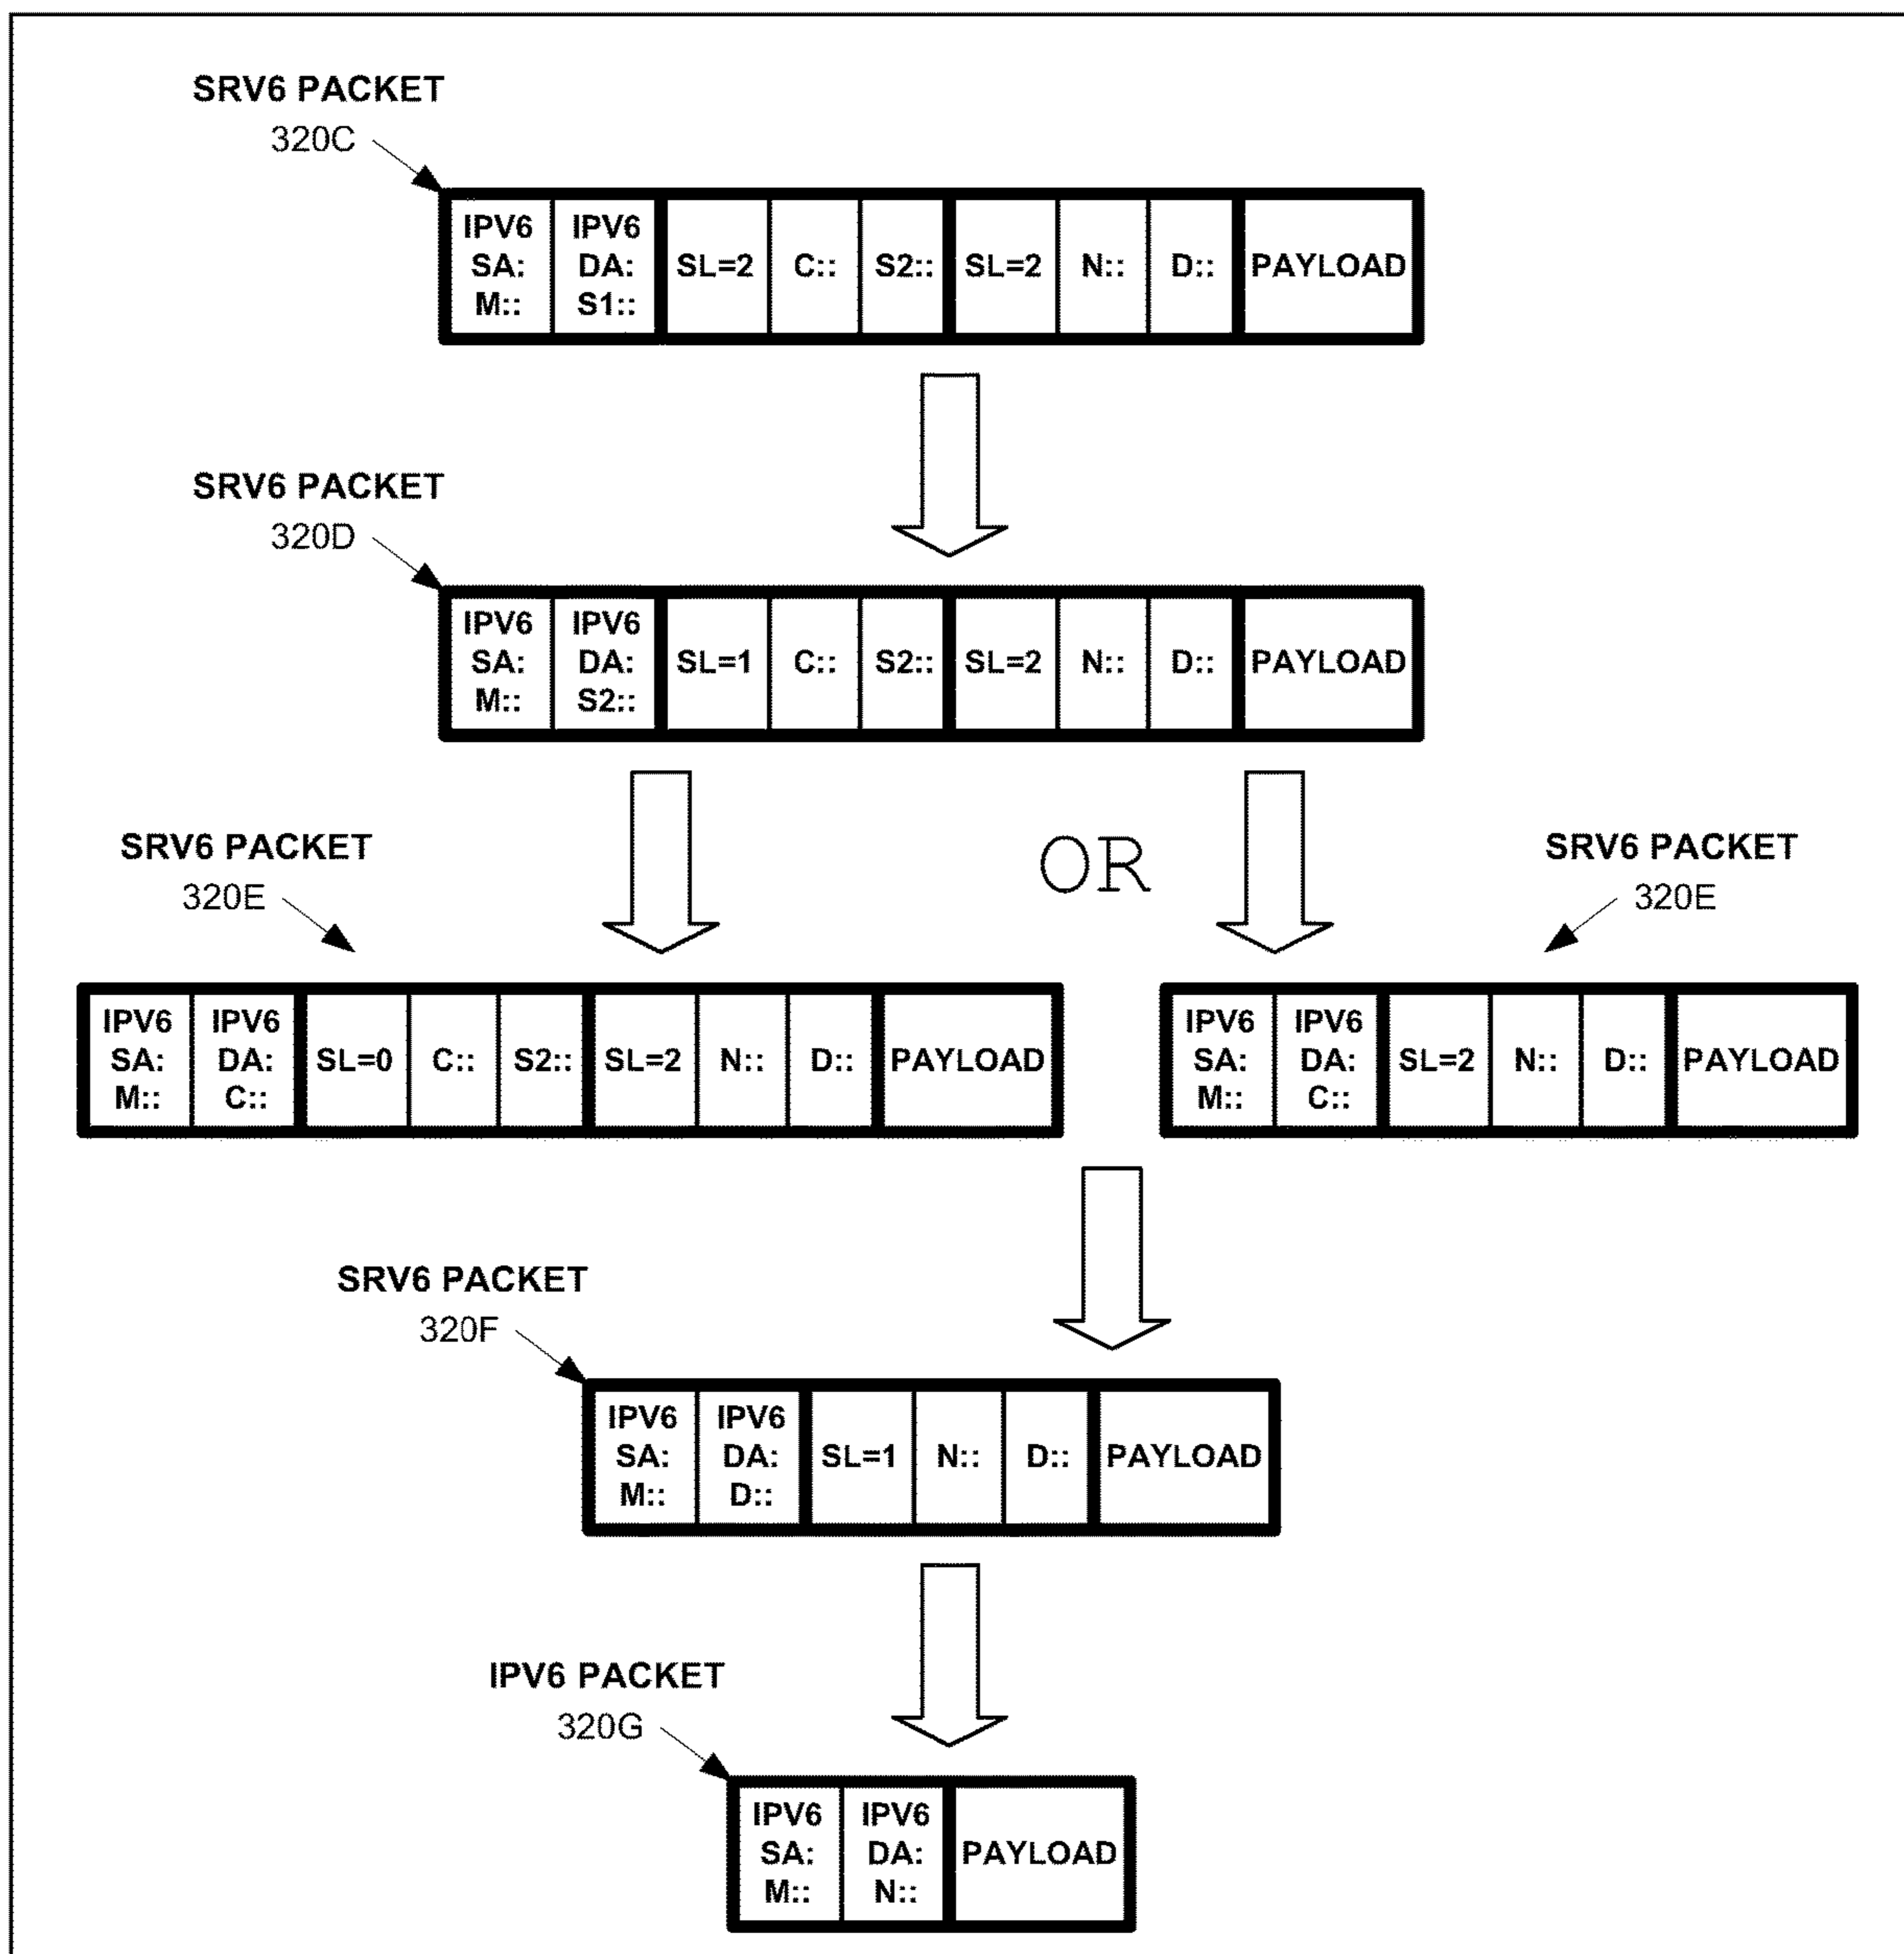 SRV6 PACKET
320C
IPV6 SA: M::
IPV6 DA: S1::
SL=2
C::
S2::
SL=2
N::
D::
PAYLOAD
SRV6 PACKET
320D
IPV6 SA: M::
IPV6 DA: S2::
SL=1
C::
S2::
SL=2
N::
D::
PAYLOAD
OR
SRV6 PACKET
320E
IPV6 SA: M::
IPV6 DA: C::
SL=0
C::
S2::
SL=2
N::
D::
PAYLOAD
SRV6 PACKET
320E
IPV6 SA: M::
IPV6 DA: C::
SL=2
N::
D::
PAYLOAD
SRV6 PACKET
320F
IPV6 SA: M::
IPV6 DA: D::
SL=1
N::
D::
PAYLOAD
IPV6 PACKET
320G
IPV6 SA: M::
IPV6 DA: N::
PAYLOAD